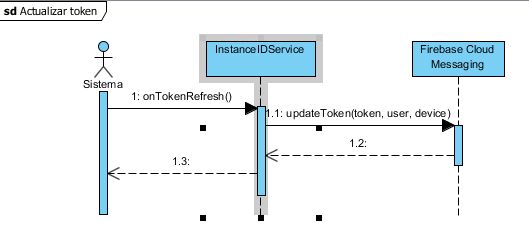 sd Actualizar token
InstanceIDService
Firebase Cloud
Messaging
Sistema
1: onTokenRefresh()
1.1: updateToken(token, user, device)
1.2:
1.3: